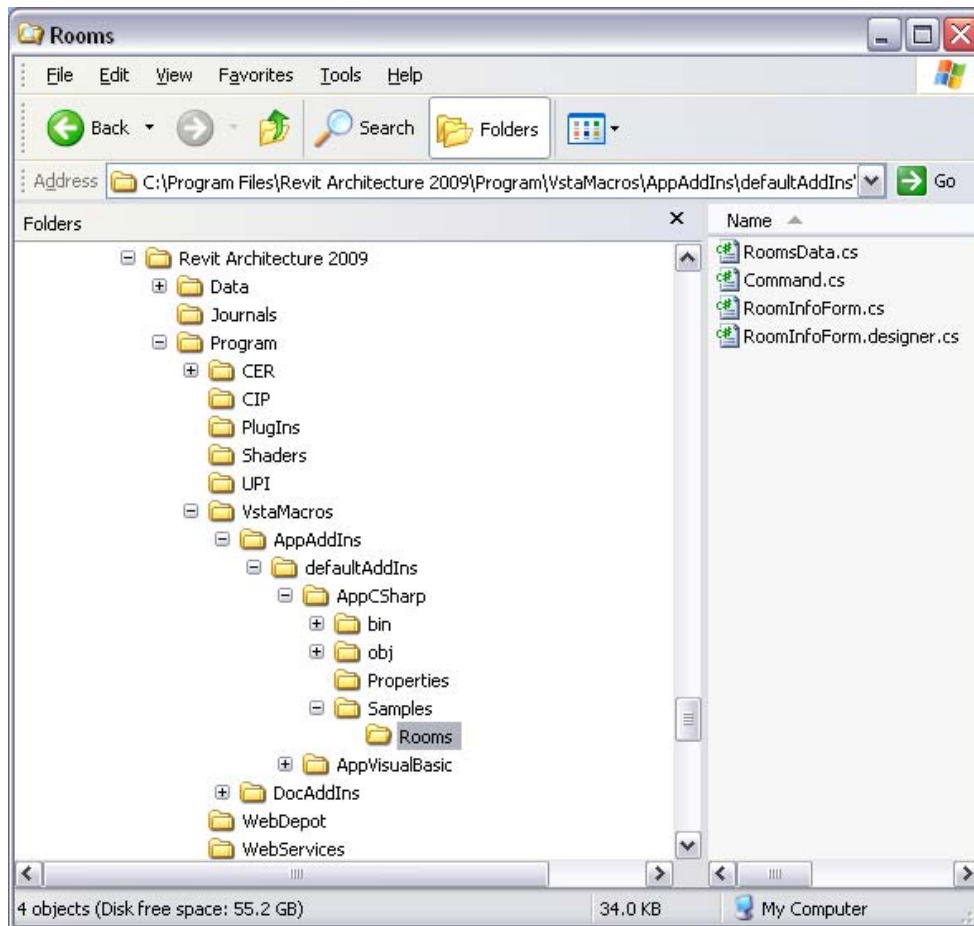 Rooms
File Edit View Favorites Tools Help
Back Search Folders
Address C:\Program Files\Revit Architecture 2009\Program\VstaMacros\AppAddIns\defaultAddIns' Go
Folders
Name
Revit Architecture 2009
Data
Journals
Program
CER
CIP
PlugIns
Shaders
UPI
VstaMacros
AppAddIns
defaultAddIns
AppCSharp
bin
obj
Properties
Samples
Rooms
AppVisualBasic
DocAddIns
WebDepot
WebServices
RoomsData.cs
Command.cs
RoomInfoForm.cs
RoomInfoForm.designer.cs
4 objects (Disk free space: 55.2 GB) 34.0 KB My Computer